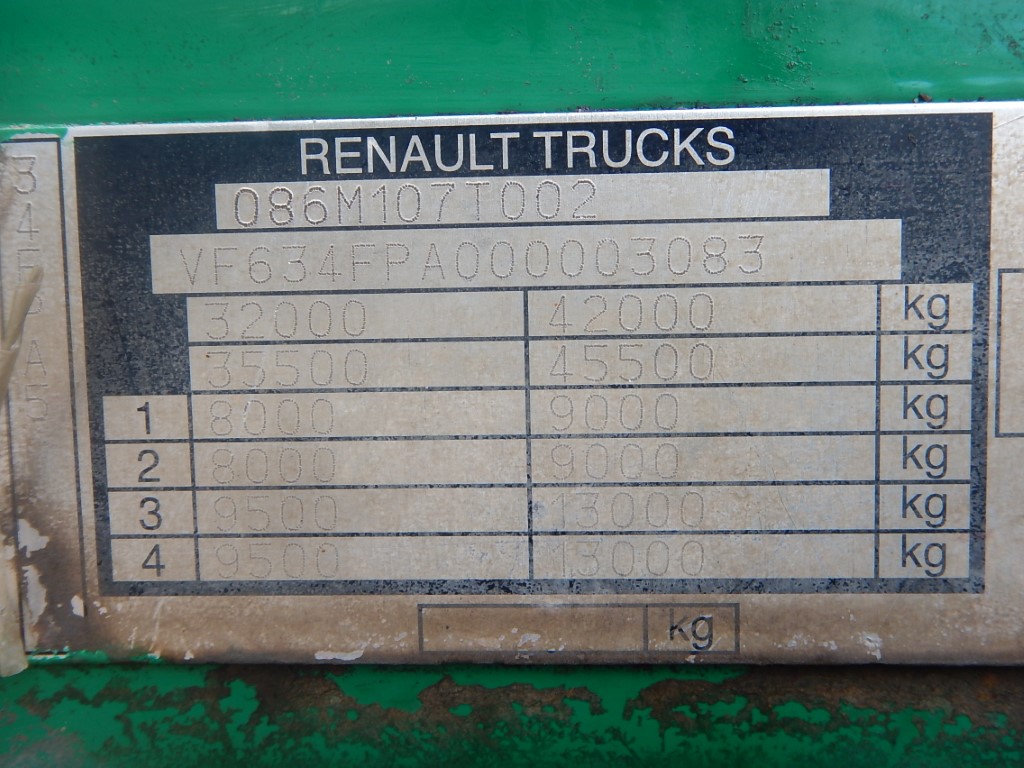 RENAULT TRUCKS
086M107T002
VF634FPA000003083
32000 42000 kg
35500 45500 kg
1 8000 9000 kg
2 8000 9000 kg
3 9500 13000 kg
4 9500 13000 kg
kg